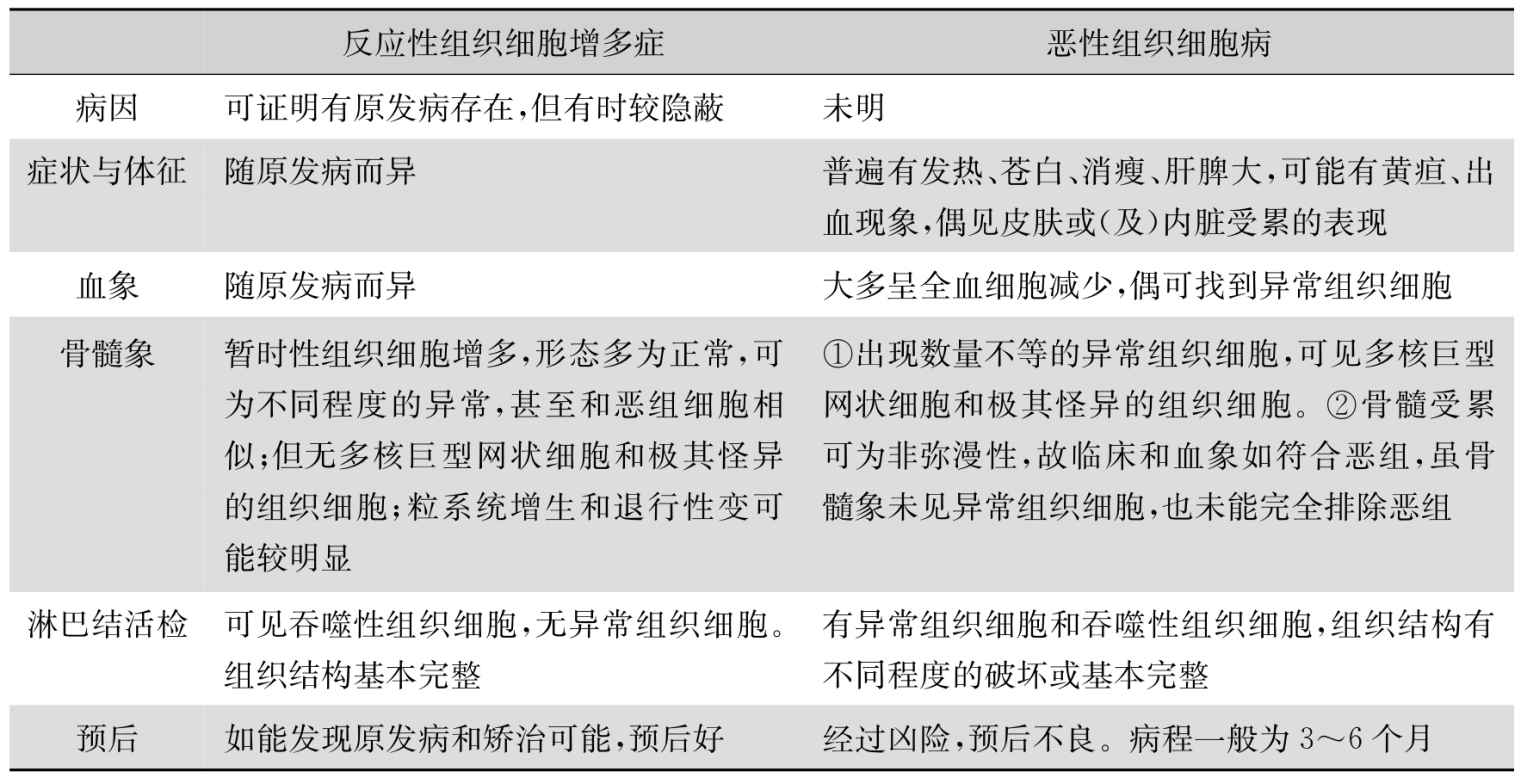 反应性组织细胞增多症 恶性组织细胞病
病因 可证明有原发病存在,但有时较隐蔽 未明
症状与体征 随原发病而异 普遍有发热、苍白、消瘦、肝脾大,可能有黄疸、出
血现象,偶见皮肤或(及)内脏受累的表现
血象 随原发病而异 大多呈全血细胞减少,偶可找到异常组织细胞
骨髓象 暂时性组织细胞增多,形态多为正常,可 ①出现数量不等的异常组织细胞,可见多核巨型
为不同程度的异常,甚至和恶组细胞相 网状细胞和极其怪异的组织细胞。②骨髓受累
似;但无多核巨型网状细胞和极其怪异 可为非弥漫性,故临床和血象如符合恶组,虽骨
的组织细胞;粒系统增生和退行性变可 髓象未见异常组织细胞,也未能完全排除恶组
能较明显
淋巴结活检 可见吞噬性组织细胞,无异常组织细胞。 有异常组织细胞和吞噬性组织细胞,组织结构有
组织结构基本完整 不同程度的破坏或基本完整
预后 如能发现原发病和矫治可能,预后好 经过凶险,预后不良。病程一般为3~6个月